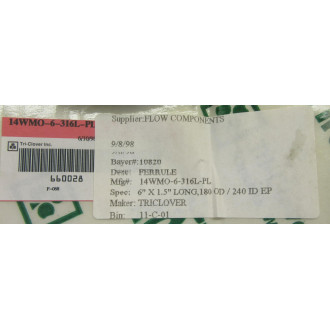 14WMO-6-316L-PL
Tri-Clover Inc.
660028
Supplier:FLOW COMPONENTS
9/8/98
Bayer#:10820
Desc: FERRULE
Mfg#: 14WMO-6-316L-PL
Spec: 6" X 1.5" LONG,180 OD / 240 ID EP
Maker: TRICLOVER
Bin: 11-C-01